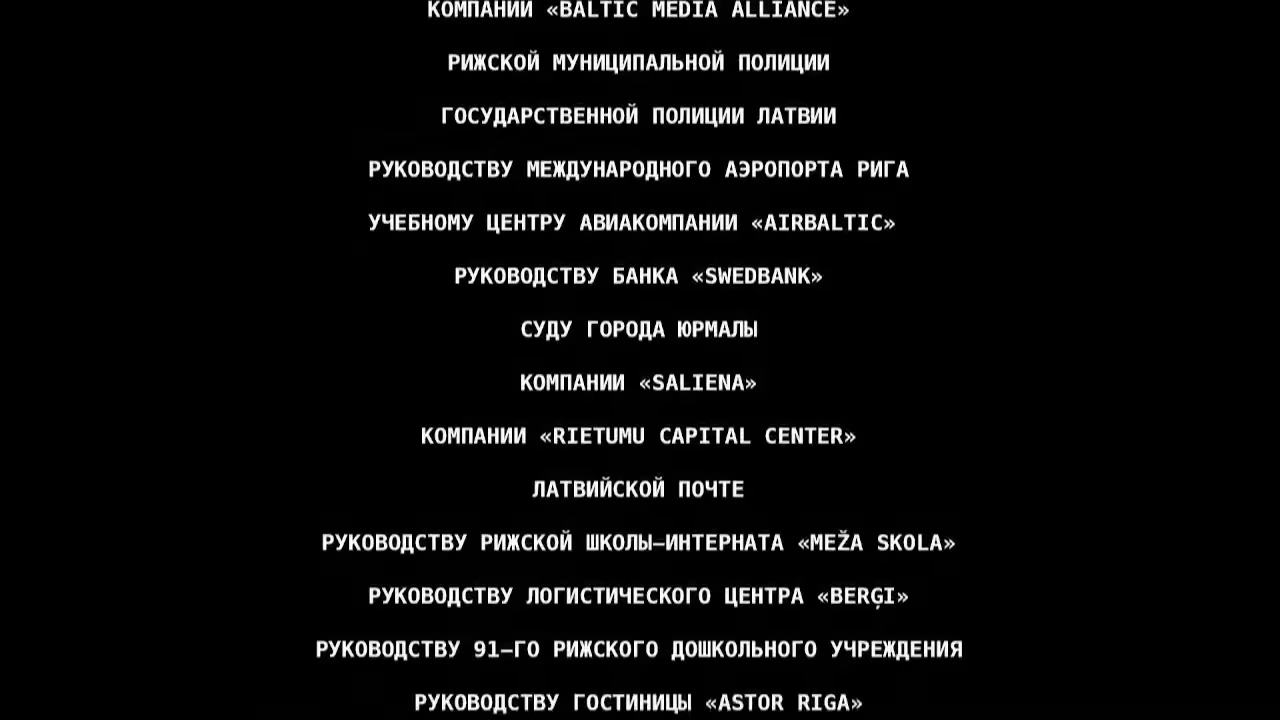 КОМПАНИИ «BALTIC MEDIA ALLIANCE»
РИЖСКОЙ МУНИЦИПАЛЬНОЙ ПОЛИЦИИ
ГОСУДАРСТВЕННОЙ ПОЛИЦИИ ЛАТВИИ
РУКОВОДСТВУ МЕЖДУНАРОДНОГО АЭРОПОРТА РИГА
УЧЕБНОМУ ЦЕНТРУ АВИАКОМПАНИИ «AIRBALTIC»
РУКОВОДСТВУ БАНКА «SWEDBANK»
СУДУ ГОРОДА ЮРМАЛЫ
КОМПАНИИ «SALIENA»
КОМПАНИИ «RIETUMU CAPITAL CENTER»
ЛАТВИЙСКОЙ ПОЧТЕ
РУКОВОДСТВУ РИЖСКОЙ ШКОЛЫ–ИНТЕРНАТА «MEŽA SKOLA»
РУКОВОДСТВУ ЛОГИСТИЧЕСКОГО ЦЕНТРА «BERĢI»
РУКОВОДСТВУ 91–ГО РИЖСКОГО ДОШКОЛЬНОГО УЧРЕЖДЕНИЯ
РУКОВОДСТВУ ГОСТИНИЦЫ «ASTOR RIGA»